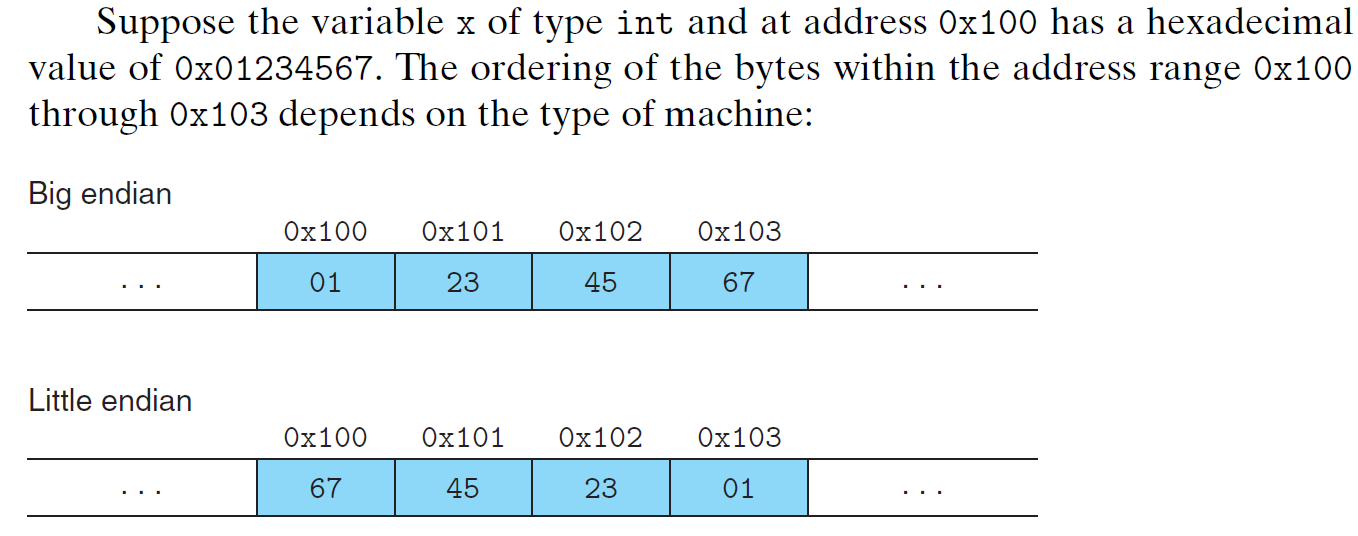 Suppose the variable x of type int and at address 0x100 has a hexadecimal
value of 0x01234567. The ordering of the bytes within the address range 0x100
through 0x103 depends on the type of machine:
Big endian
0x100 0x101 0x102 0x103
... 01 23 45 67 ...
Little endian
0x100 0x101 0x102 0x103
... 67 45 23 01 ...